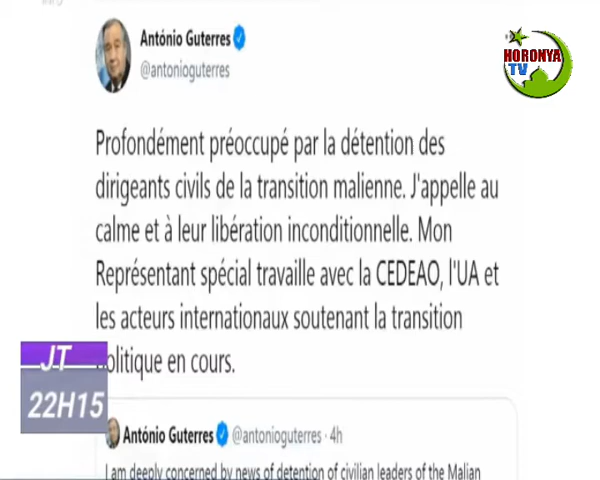 António Guterres
@antonioguterres
HORONYA
TV
Profondément préoccupé par la détention des
dirigeants civils de la transition malienne. J'appelle au
calme et à leur libération inconditionnelle. Mon
Représentant spécial travaille avec la CEDEAO, l'UA et
les acteurs internationaux soutenant la transition
politique en cours.
JT
22H15
António Guterres @antonioguterres · 4h
I am deeply concerned by news of detention of civilian leaders of the Malian